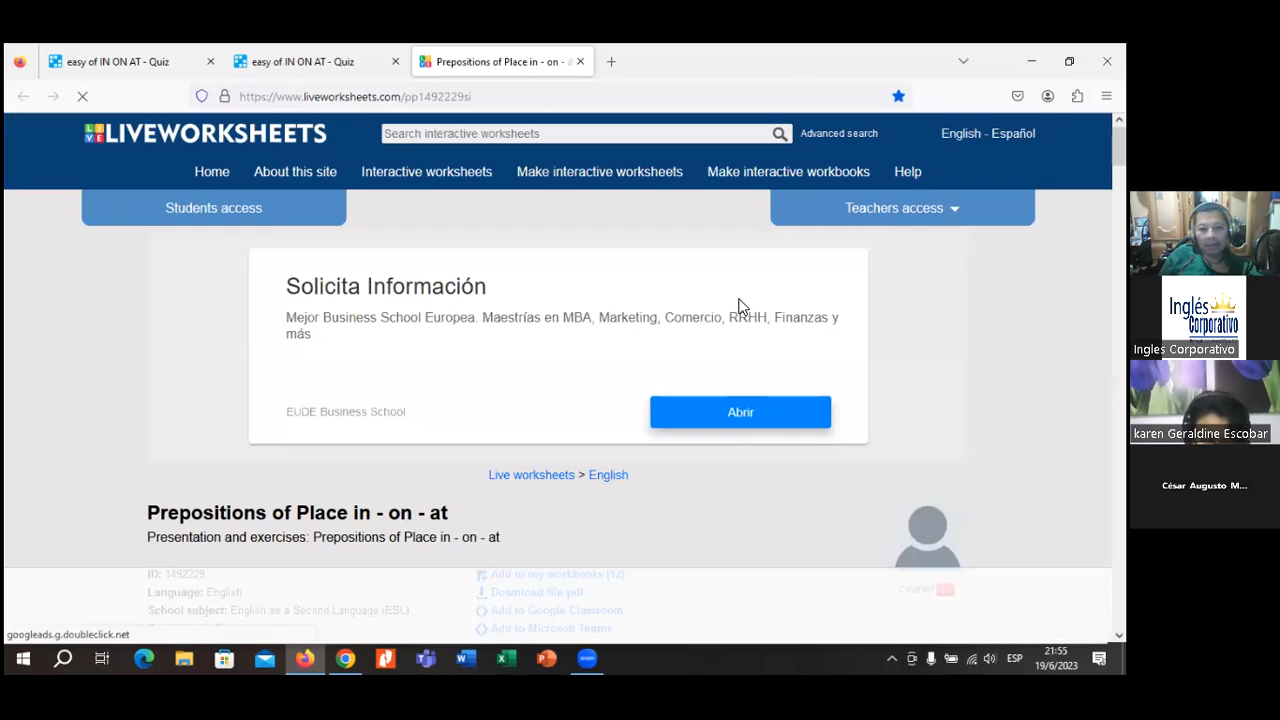 easy of IN ON AT - Quiz
easy of IN ON AT - Quiz
Prepositions of Place in - on -
https://www.liveworksheets.com/pp1492229si
LIVEWORKSHEETS
Search interactive worksheets
Advanced search
English - Español
Home
About this site
Interactive worksheets
Make interactive worksheets
Make interactive workbooks
Help
Students access
Teachers access
Solicita Información
Mejor Business School Europea. Maestrías en MBA, Marketing, Comercio, RRHH, Finanzas y
más
EUDE Business School
Abrir
Live worksheets > English
Prepositions of Place in - on - at
Presentation and exercises: Prepositions of Place in - on - at
ID: 1492229
Language: English
School subject: English as a Second Language (ESL)
Add to my workbooks (12)
Download file pdf
Add to Google Classroom
Add to Microsoft Teams
googleads.g.doubleclick.net
ESP
21:55
19/6/2023
Inglés
Corporativo
Ingles Corporativo
karen Geraldine Escobar
César Augusto M...